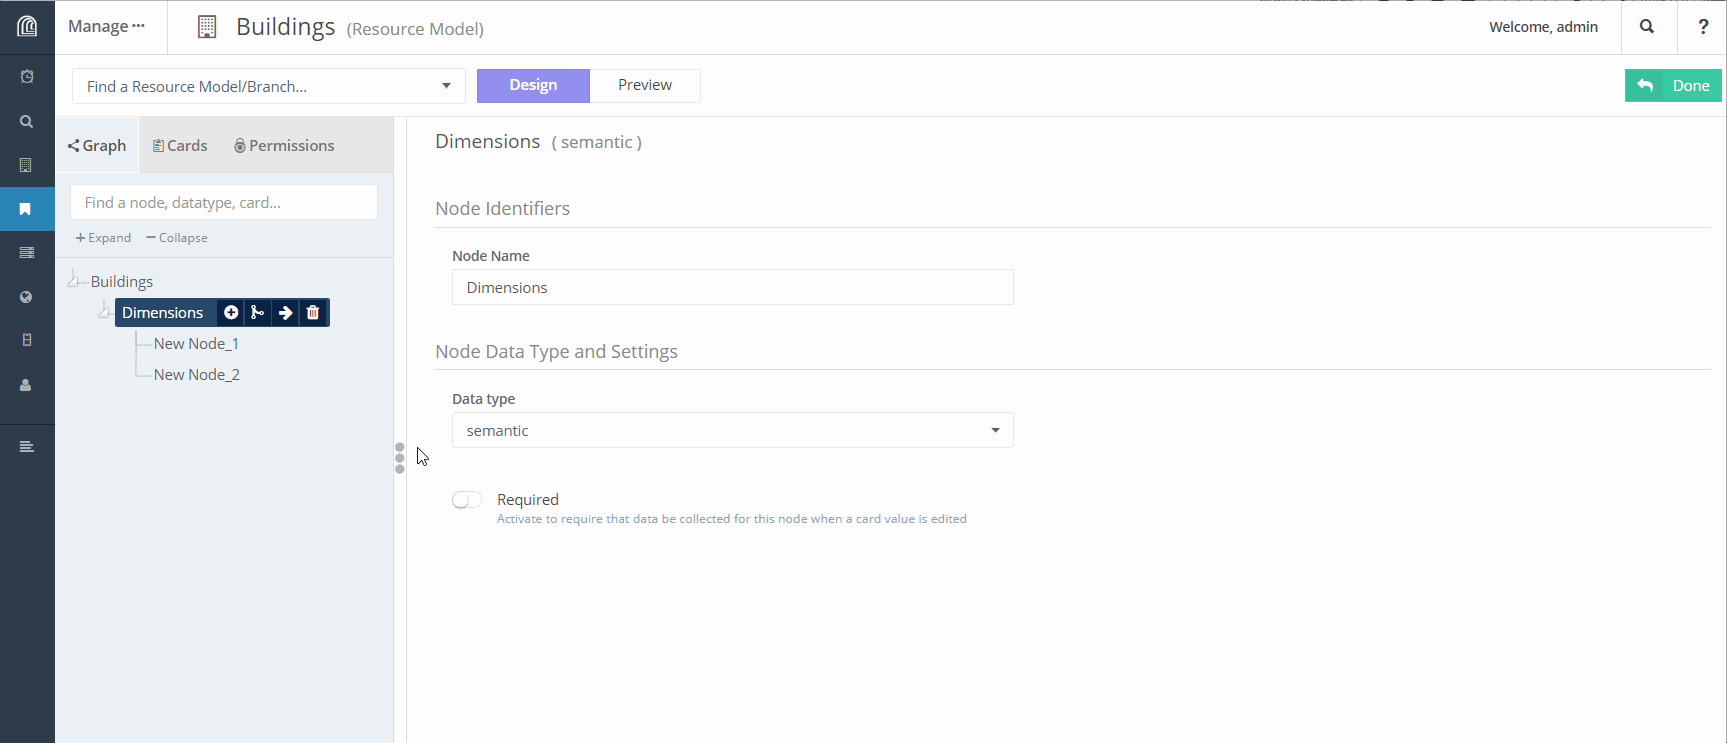 Manage
Buildings (Resource Model)
Welcome, admin
?
Find a Resource Model/Branch...
Design
Preview
Done
Graph
Cards
Permissions
Find a node, datatype, card...
Expand
Collapse
Buildings
Dimensions
New Node_1
New Node_2
Dimensions ( semantic )
Node Identifiers
Node Name
Dimensions
Node Data Type and Settings
Data type
semantic
Required
Activate to require that data be collected for this node when a card value is edited